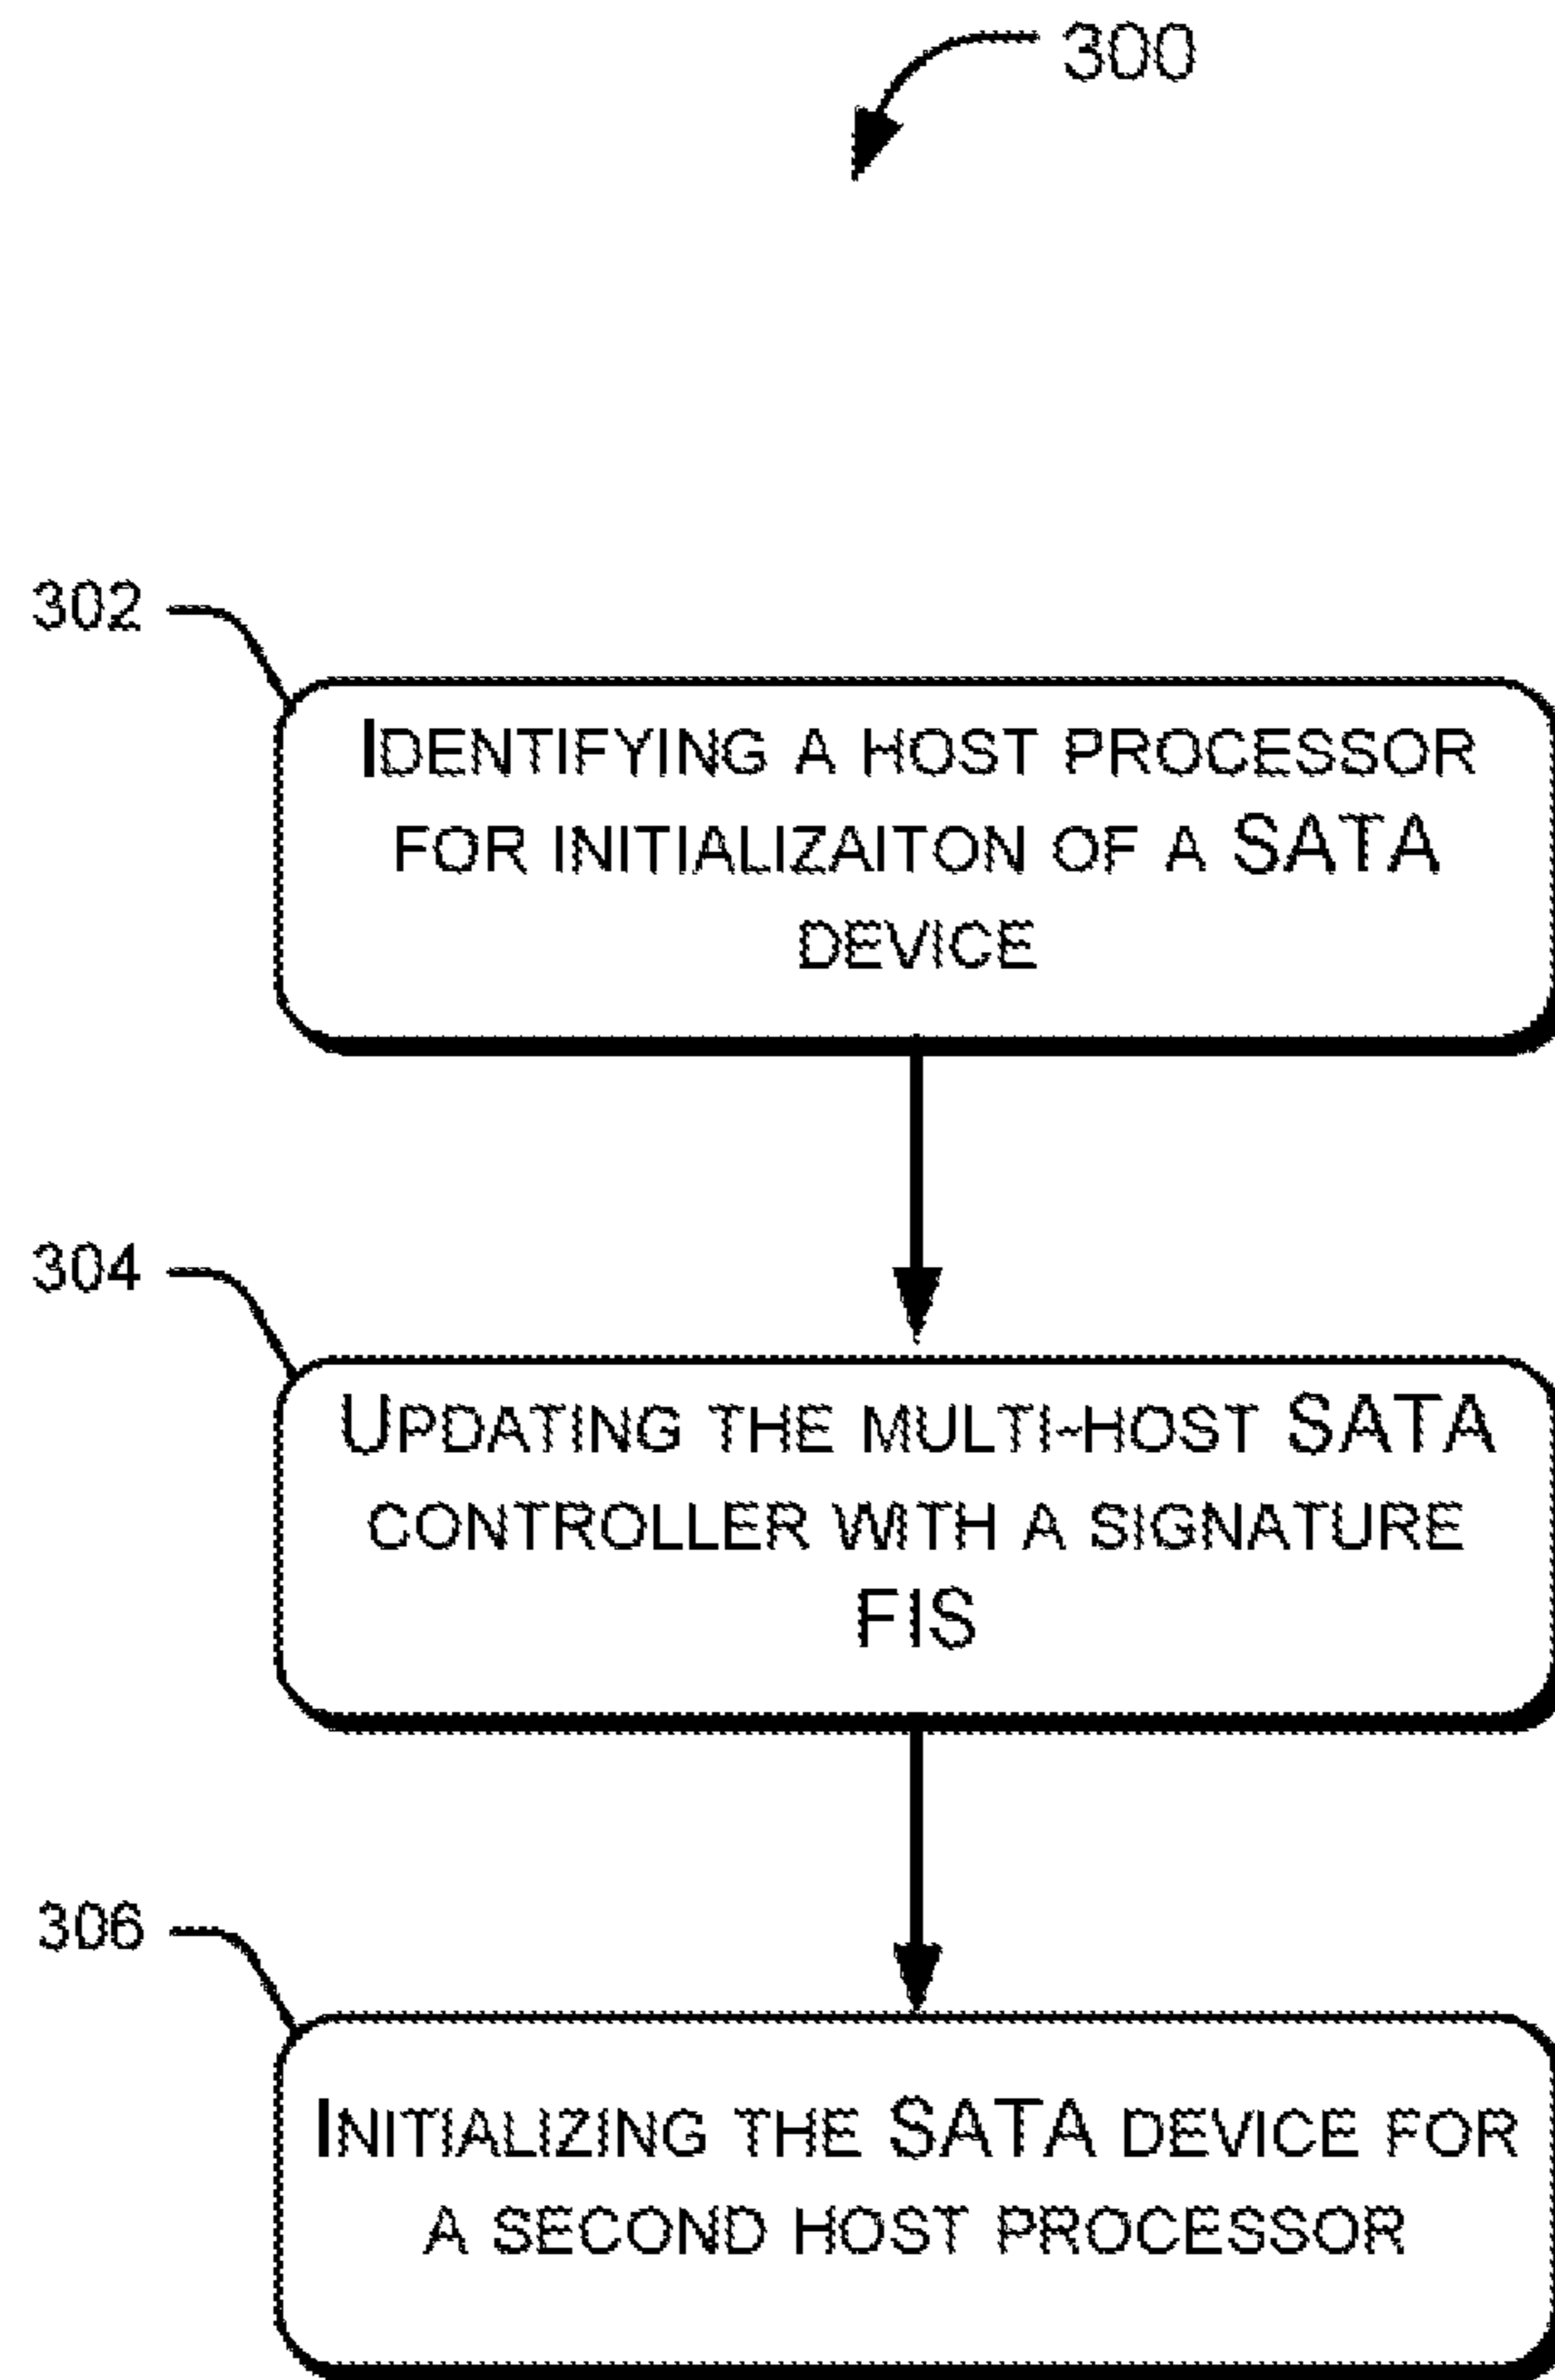 300
302
IDENTIFYING A HOST PROCESSOR
FOR INITIALIZAITON OF A SATA
DEVICE
304
UPDATING THE MULTI-HOST SATA
CONTROLLER WITH A SIGNATURE
FIS
306
INITIALIZING THE SATA DEVICE FOR
A SECOND HOST PROCESSOR